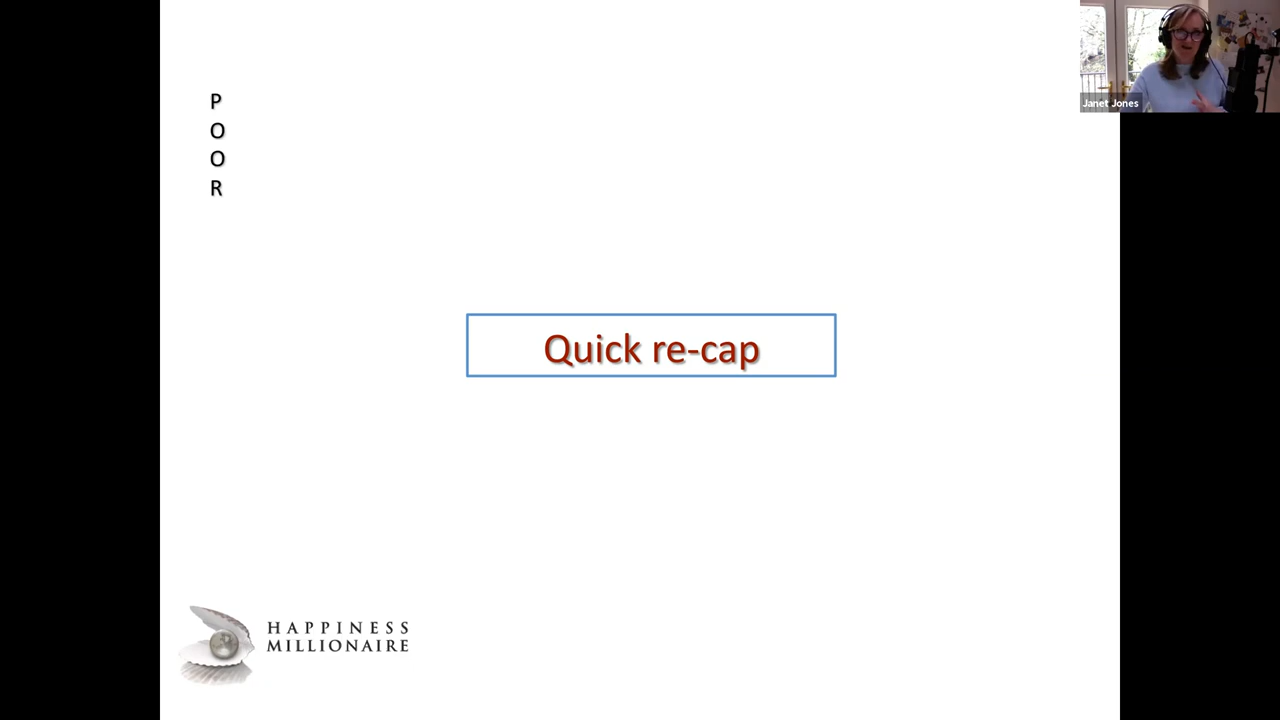 Janet Jones
P
O
O
R
Quick re-cap
HAPPINESS
MILLIONAIRE